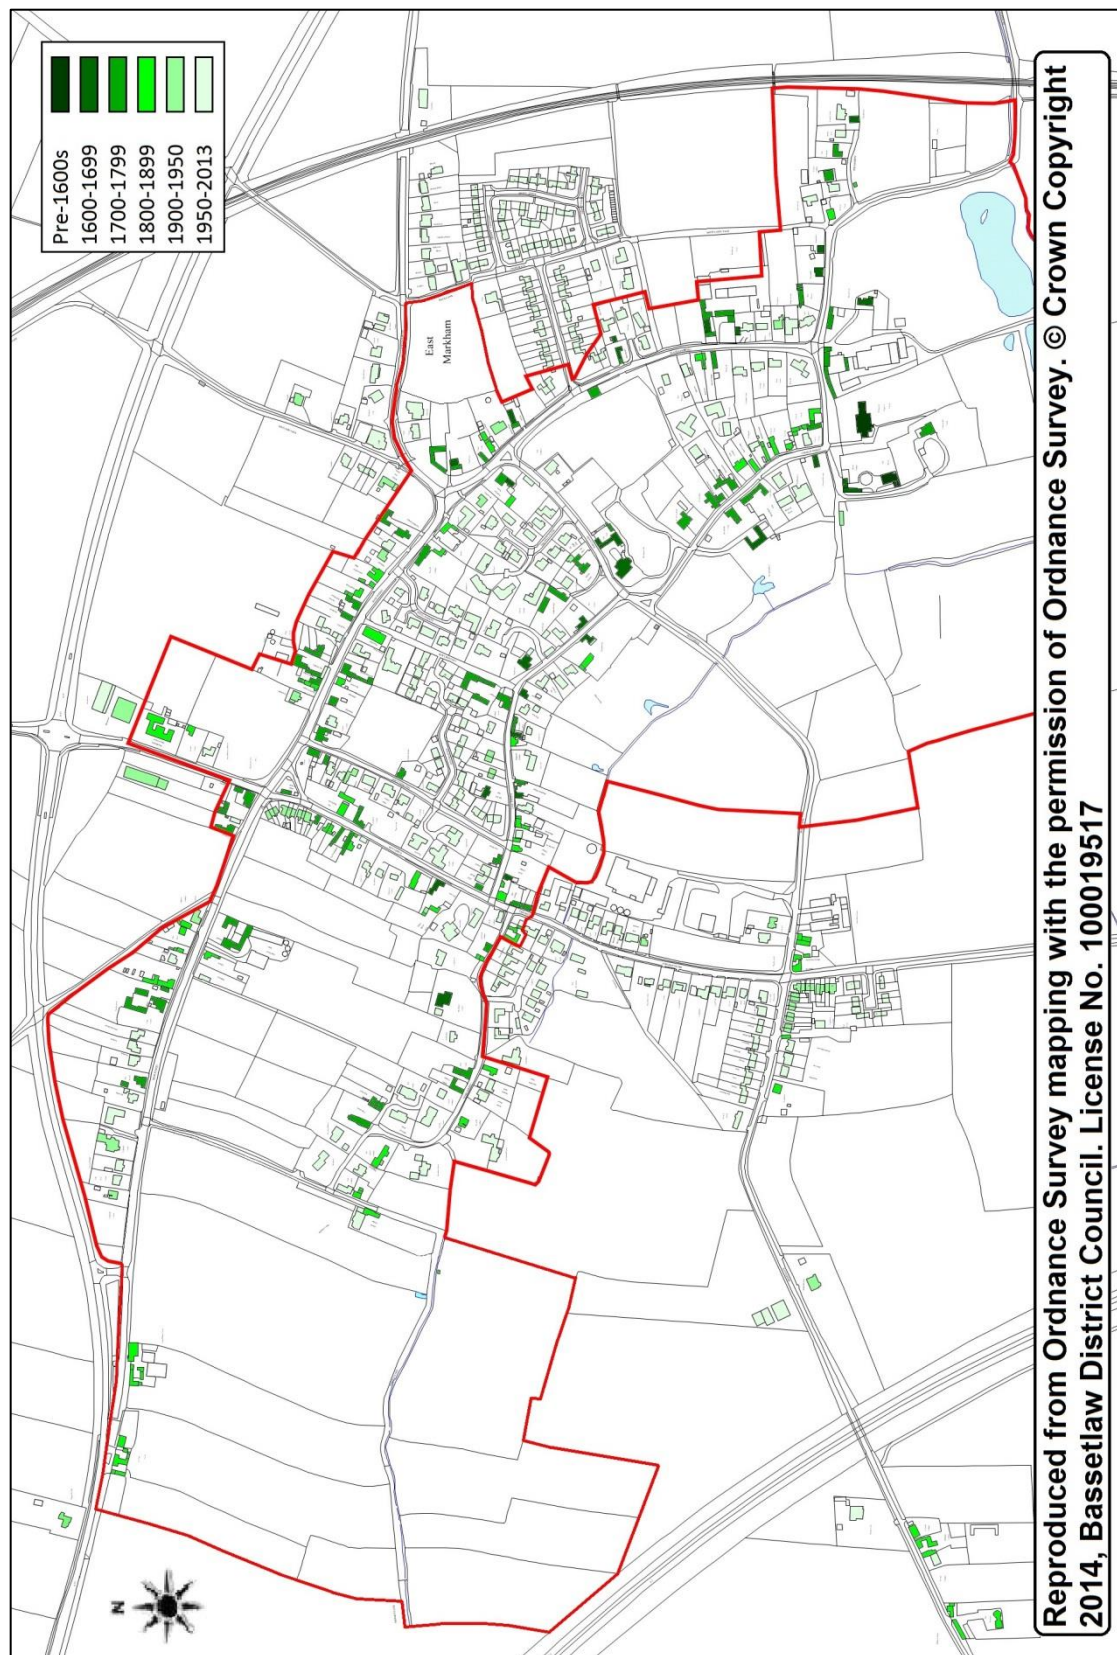 Pre-1600s
1600-1699
1700-1799
1800-1899
1900-1950
1950-2013
East
Markham
N
Reproduced from Ordnance Survey mapping with the permission of Ordnance Survey. © Crown Copyright
2014, Bassetlaw District Council. License No. 100019517